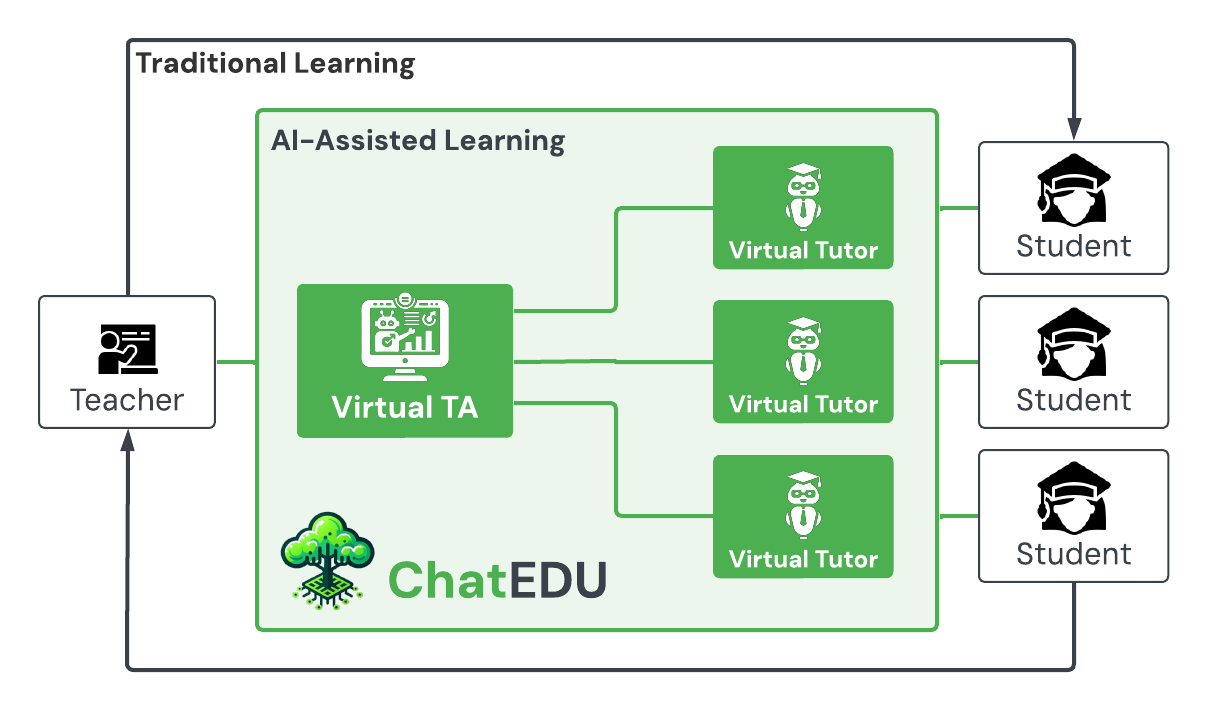 Traditional Learning
AI-Assisted Learning
Virtual Tutor
Student
Teacher
Virtual TA
Virtual Tutor
Student
Virtual Tutor
Student
ChatEDU